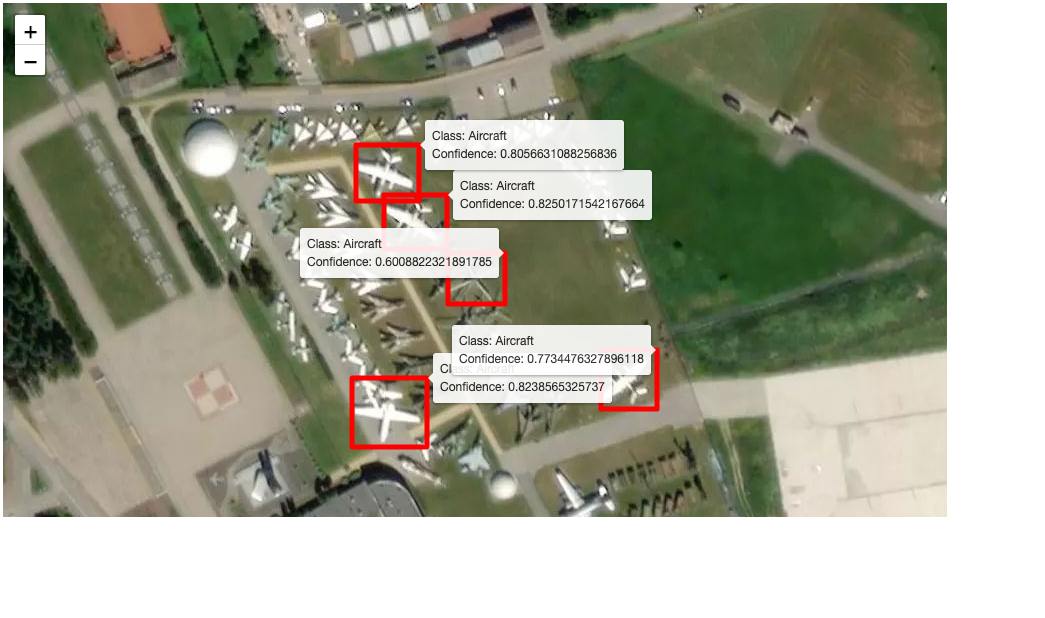 +
−
Class: Aircraft
Confidence: 0.8056631088256836
Class: Aircraft
Confidence: 0.8250171542167664
Class: Aircraft
Confidence: 0.6008822321891785
Class: Aircraft
Confidence: 0.7734476327896118
Class: Aircraft
Confidence: 0.8238565325737